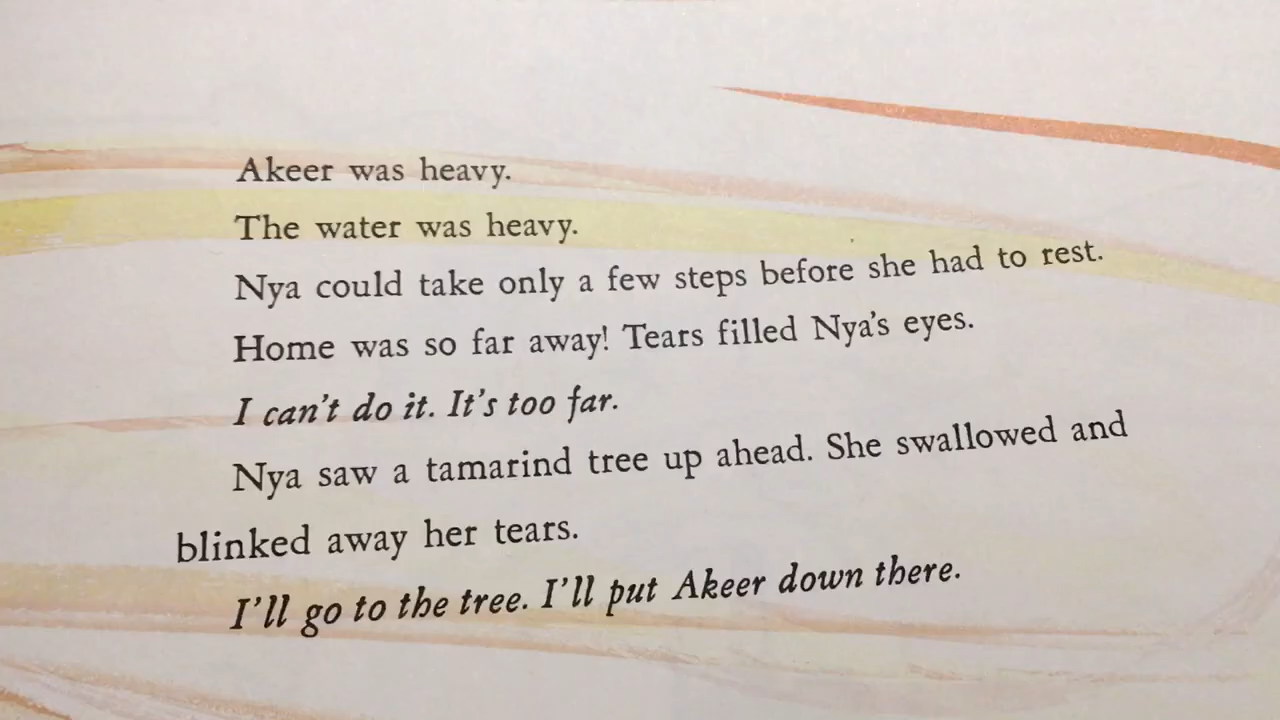 Akeer was heavy.
The water was heavy.
Nya could take only a few steps before she had to rest.
Home was so far away! Tears filled Nya's eyes.
I can't do it. It's too far.
Nya saw a tamarind tree up ahead. She swallowed and
blinked away her tears.
I'll go to the tree. I'll put Akeer down there.